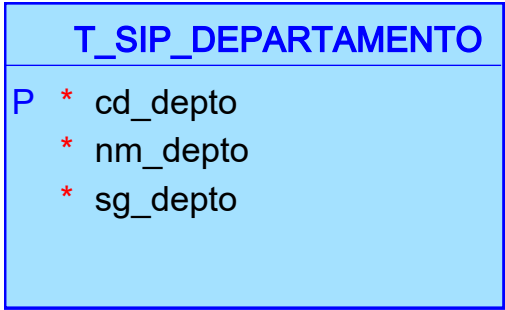 T_SIP_DEPARTAMENTO
P * cd_depto
* nm_depto
* sg_depto